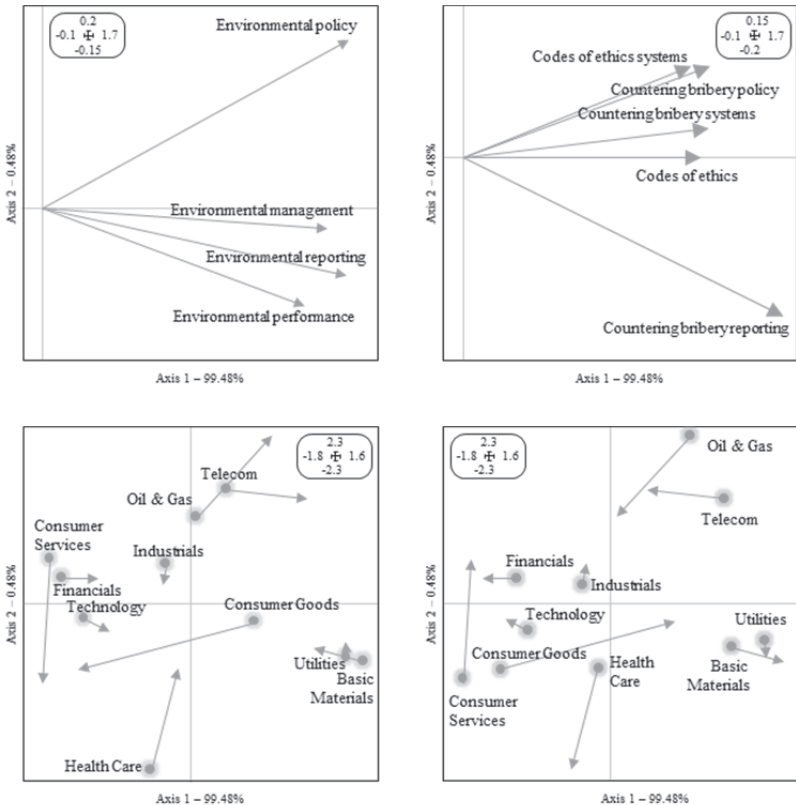 0.2
-0.1 ✠ 1.7
-0.15
Environmental policy
Environmental management
Environmental reporting
Environmental performance
Axis 2 – 0.48%
Axis 1 – 99.48%
0.15
-0.1 ✠ 1.7
-0.2
Codes of ethics systems
Countering bribery policy
Countering bribery systems
Codes of ethics
Countering bribery reporting
Axis 2 – 0.48%
Axis 1 – 99.48%
2.3
-1.8 ✠ 1.6
-2.3
Telecom
Oil & Gas
Consumer
Services
Industrials
Financials
Technology
Consumer Goods
Utilities
Basic
Materials
Health Care
Axis 2 – 0.48%
Axis 1 – 99.48%
2.3
-1.8 ✠ 1.6
-2.3
Oil & Gas
Telecom
Financials
Industrials
Technology
Utilities
Consumer Goods
Health
Care
Basic
Materials
Consumer
Services
Axis 2 – 0.48%
Axis 1 – 99.48%